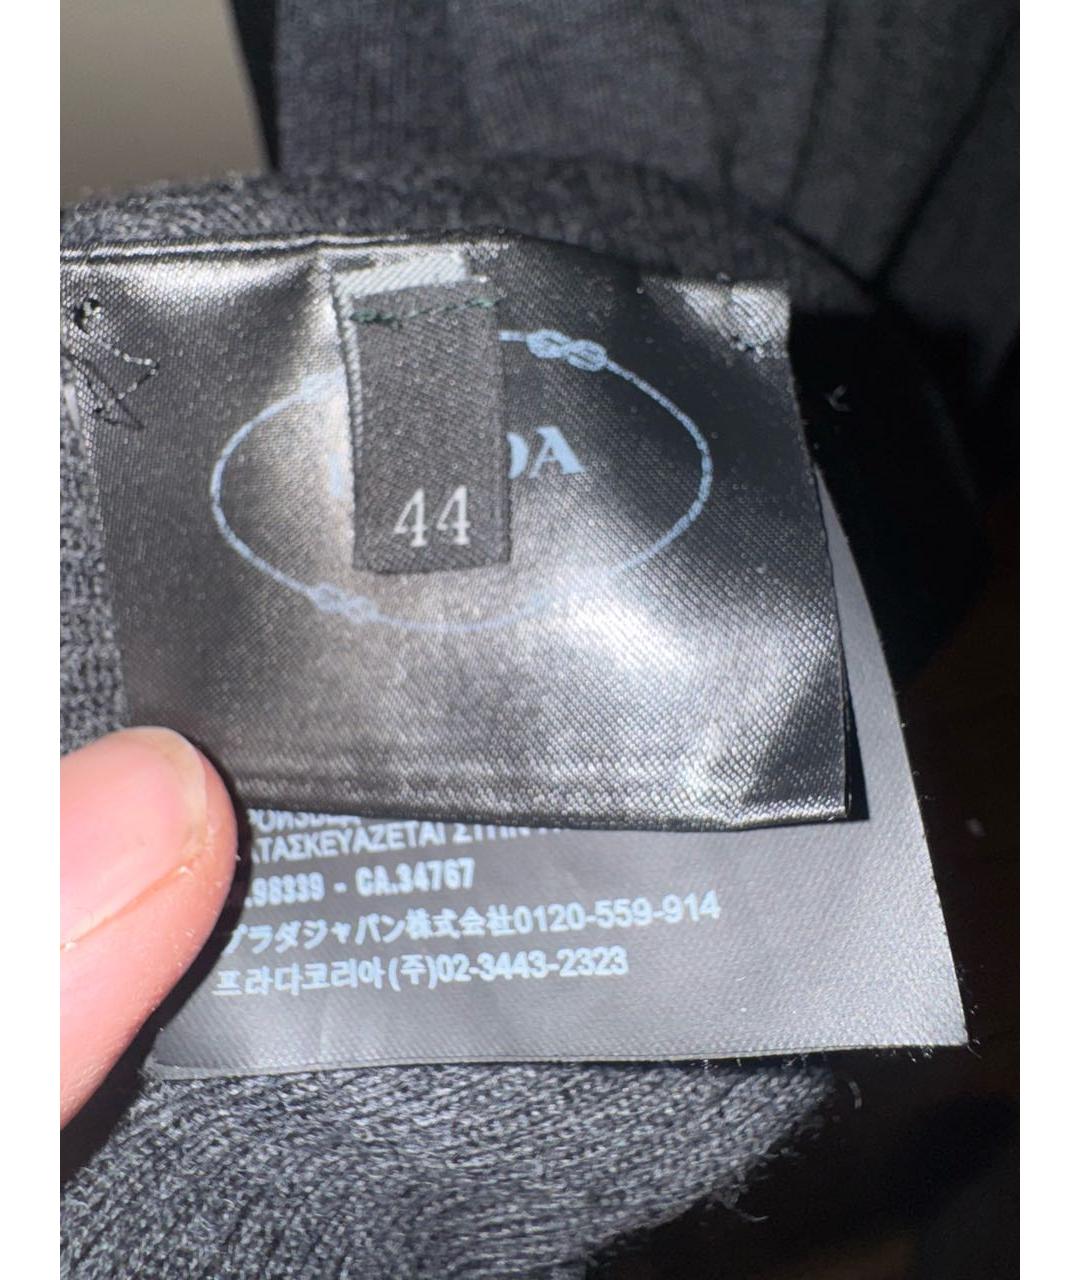 DA
44
ΑΤΑΣΚΕΥΑΖΕΤΑΙ ΣΤΗΝ
.98339 - CA.34767
プラダジャパン株式会社0120-559-914
프라다코리아(주)02-3443-2323